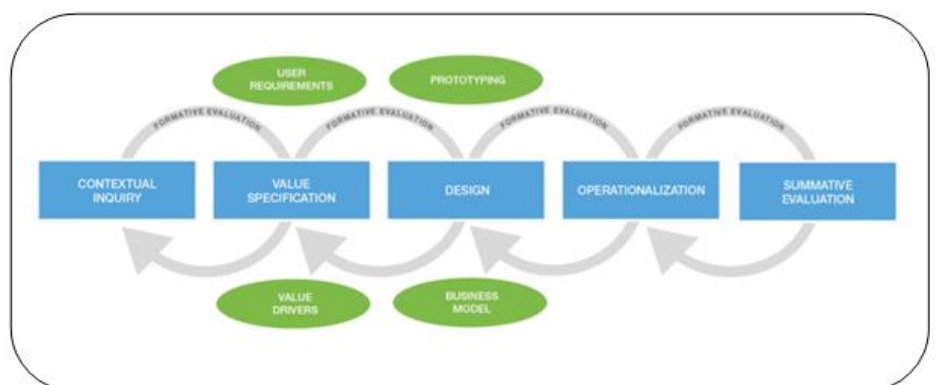 USER
REQUIREMENTS
PROTOTYPING
FORMATIVE EVALUATION
FORMATIVE EVALUATION
FORMATIVE EVALUATION
FORMATIVE EVALUATION
CONTEXTUAL
INQUIRY
VALUE
SPECIFICATION
DESIGN
OPERATIONALIZATION
SUMMATIVE
EVALUATION
VALUE
DRIVERS
BUSINESS
MODEL